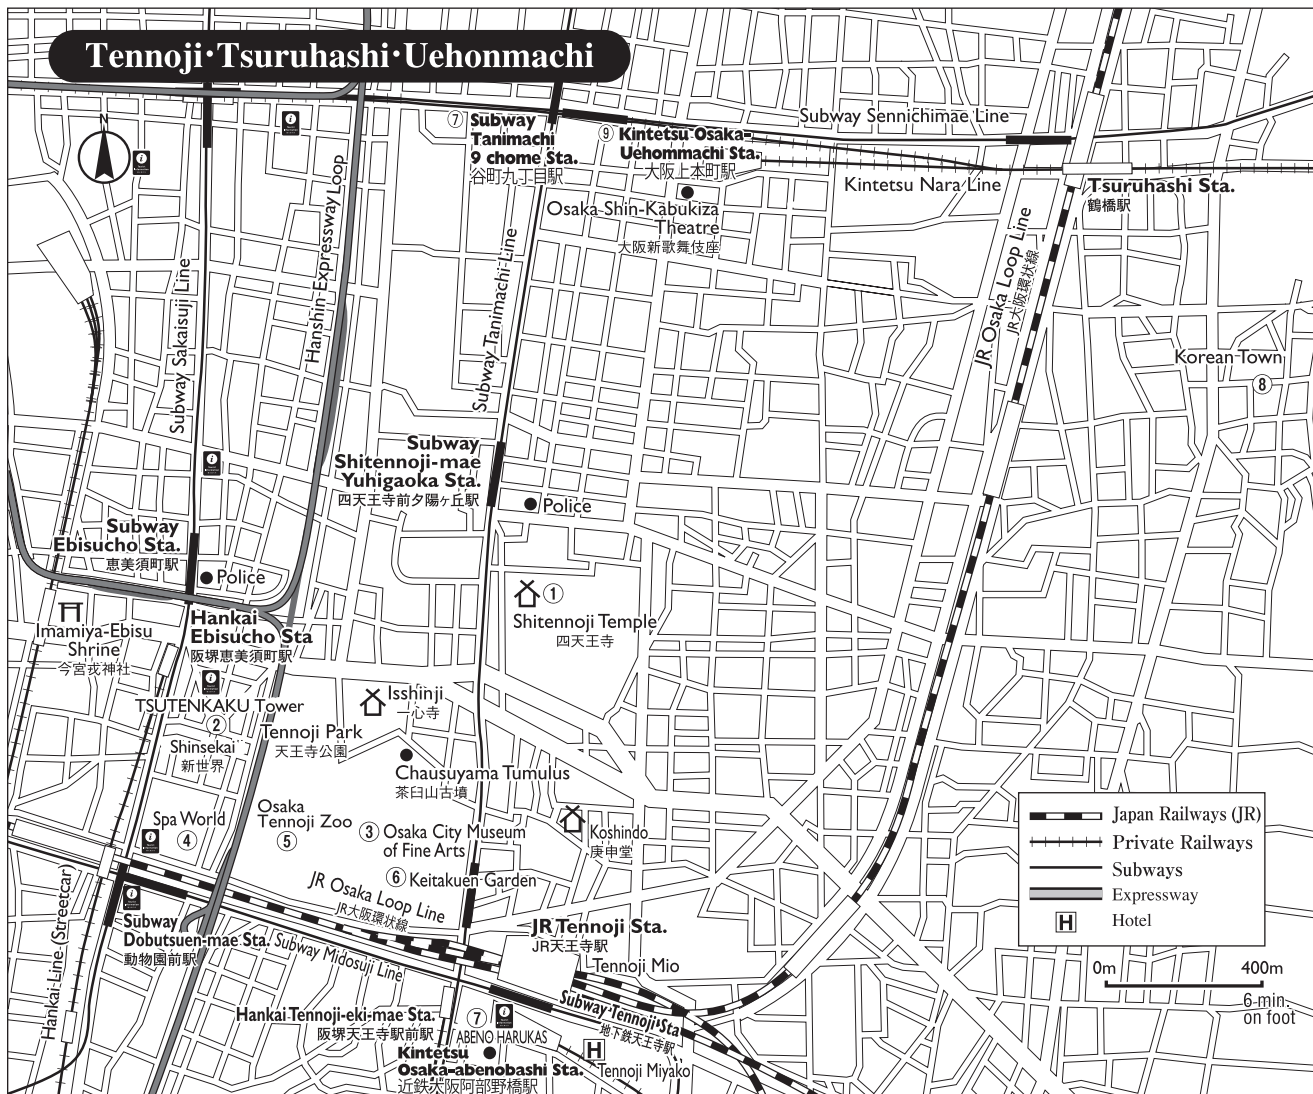 Tennoji·Tsuruhashi·Uehonmachi
N
⑦ Subway
Tanimachi
9 chome Sta.
谷町九丁目駅
⑨ Kintetsu Osaka-
Uehommachi Sta.
大阪上本町駅
Subway Sennichimae Line
Kintetsu Nara Line
Tsuruhashi Sta.
鶴橋駅
Osaka Shin-Kabukiza
Theatre
大阪新歌舞伎座
Subway Sakaisuji Line
Hanshin Expressway Loop
Subway Tanimachi Line
JR Osaka Loop Line
JR大阪環状線
Korean Town
⑧
Subway
Shitennoji-mae
Yuhigaoka Sta.
四天王寺前夕陽ヶ丘駅
Police
Subway
Ebisucho Sta.
恵美須町駅
Police
Hankai
Ebisucho Sta
阪堺恵美須町駅
Imamiya-Ebisu
Shrine
今宮戎神社
①
Shitennoji Temple
四天王寺
TSUTENKAKU Tower
②
Shinsekai
新世界
Isshinji
一心寺
Tennoji Park
天王寺公園
Chausuyama Tumulus
茶臼山古墳
Spa World
④
Osaka
Tennoji Zoo
⑤
③ Osaka City Museum
of Fine Arts
⑥ Keitakuen Garden
Koshindo
庚申堂
JR Osaka Loop Line
JR大阪環状線
Hankai Line (Streetcar)
Subway
Dobutsuen-mae Sta.
動物園前駅
Subway Midosuji Line
JR Tennoji Sta.
JR天王寺駅
Tennoji Mio
Subway Tennoji Sta
地下鉄天王寺駅
Hankai Tennoji-eki-mae Sta.
阪堺天王寺駅前駅
⑦
ABENO HARUKAS
Kintetsu
Osaka-abenobashi Sta.
近鉄大阪阿部野橋駅
H
Tennoji Miyako
Japan Railways (JR)
Private Railways
Subways
Expressway
H Hotel
0m 400m
6 min.
on foot